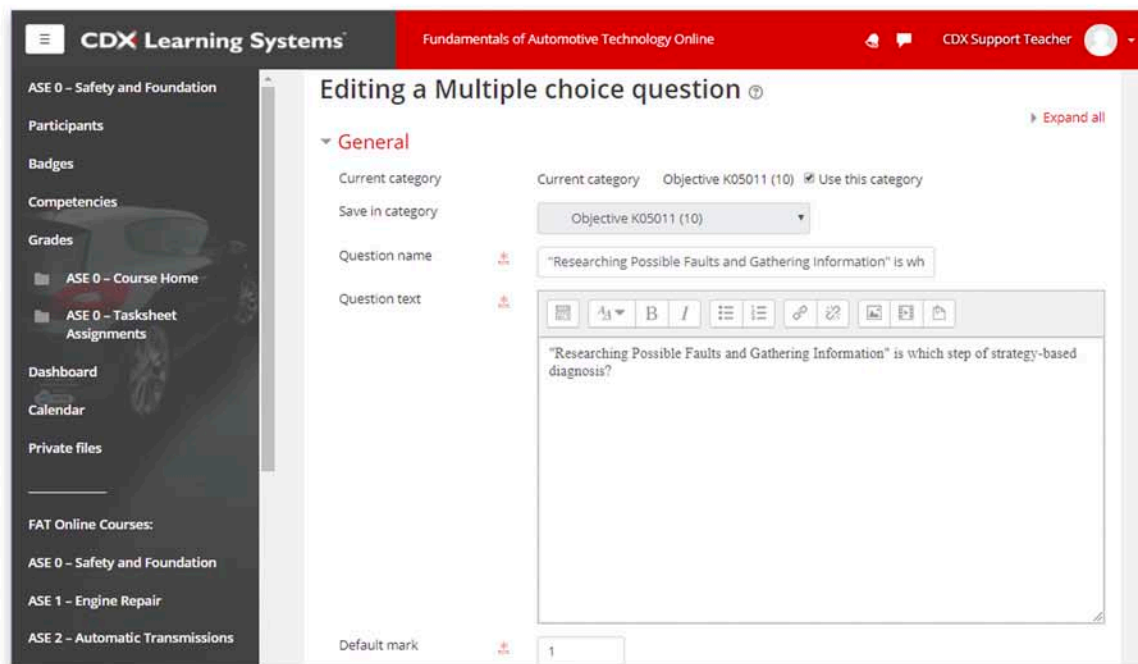 CDX Learning Systems
Fundamentals of Automotive Technology Online
CDX Support Teacher
ASE 0 – Safety and Foundation
Participants
Badges
Competencies
Grades
ASE 0 – Course Home
ASE 0 – Tasksheet
Assignments
Dashboard
Calendar
Private files
FAT Online Courses:
ASE 0 – Safety and Foundation
ASE 1 – Engine Repair
ASE 2 – Automatic Transmissions
Editing a Multiple choice question
Expand all
General
Current category Current category Objective K05011 (10) Use this category
Save in category Objective K05011 (10)
Question name "Researching Possible Faults and Gathering Information" is wh
Question text
"Researching Possible Faults and Gathering Information" is which step of strategy-based
diagnosis?
Default mark 1